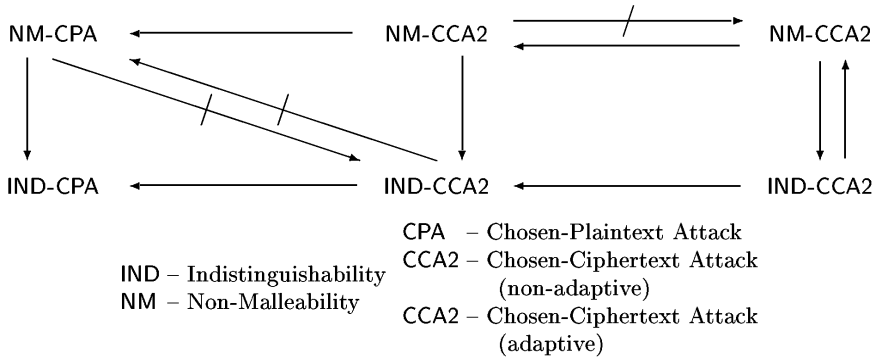 NM-CPA NM-CCA2 NM-CCA2
IND-CPA IND-CCA2 IND-CCA2
CPA – Chosen-Plaintext Attack
IND – Indistinguishability
NM – Non-Malleability
CCA2 – Chosen-Ciphertext Attack
(non-adaptive)
CCA2 – Chosen-Ciphertext Attack
(adaptive)